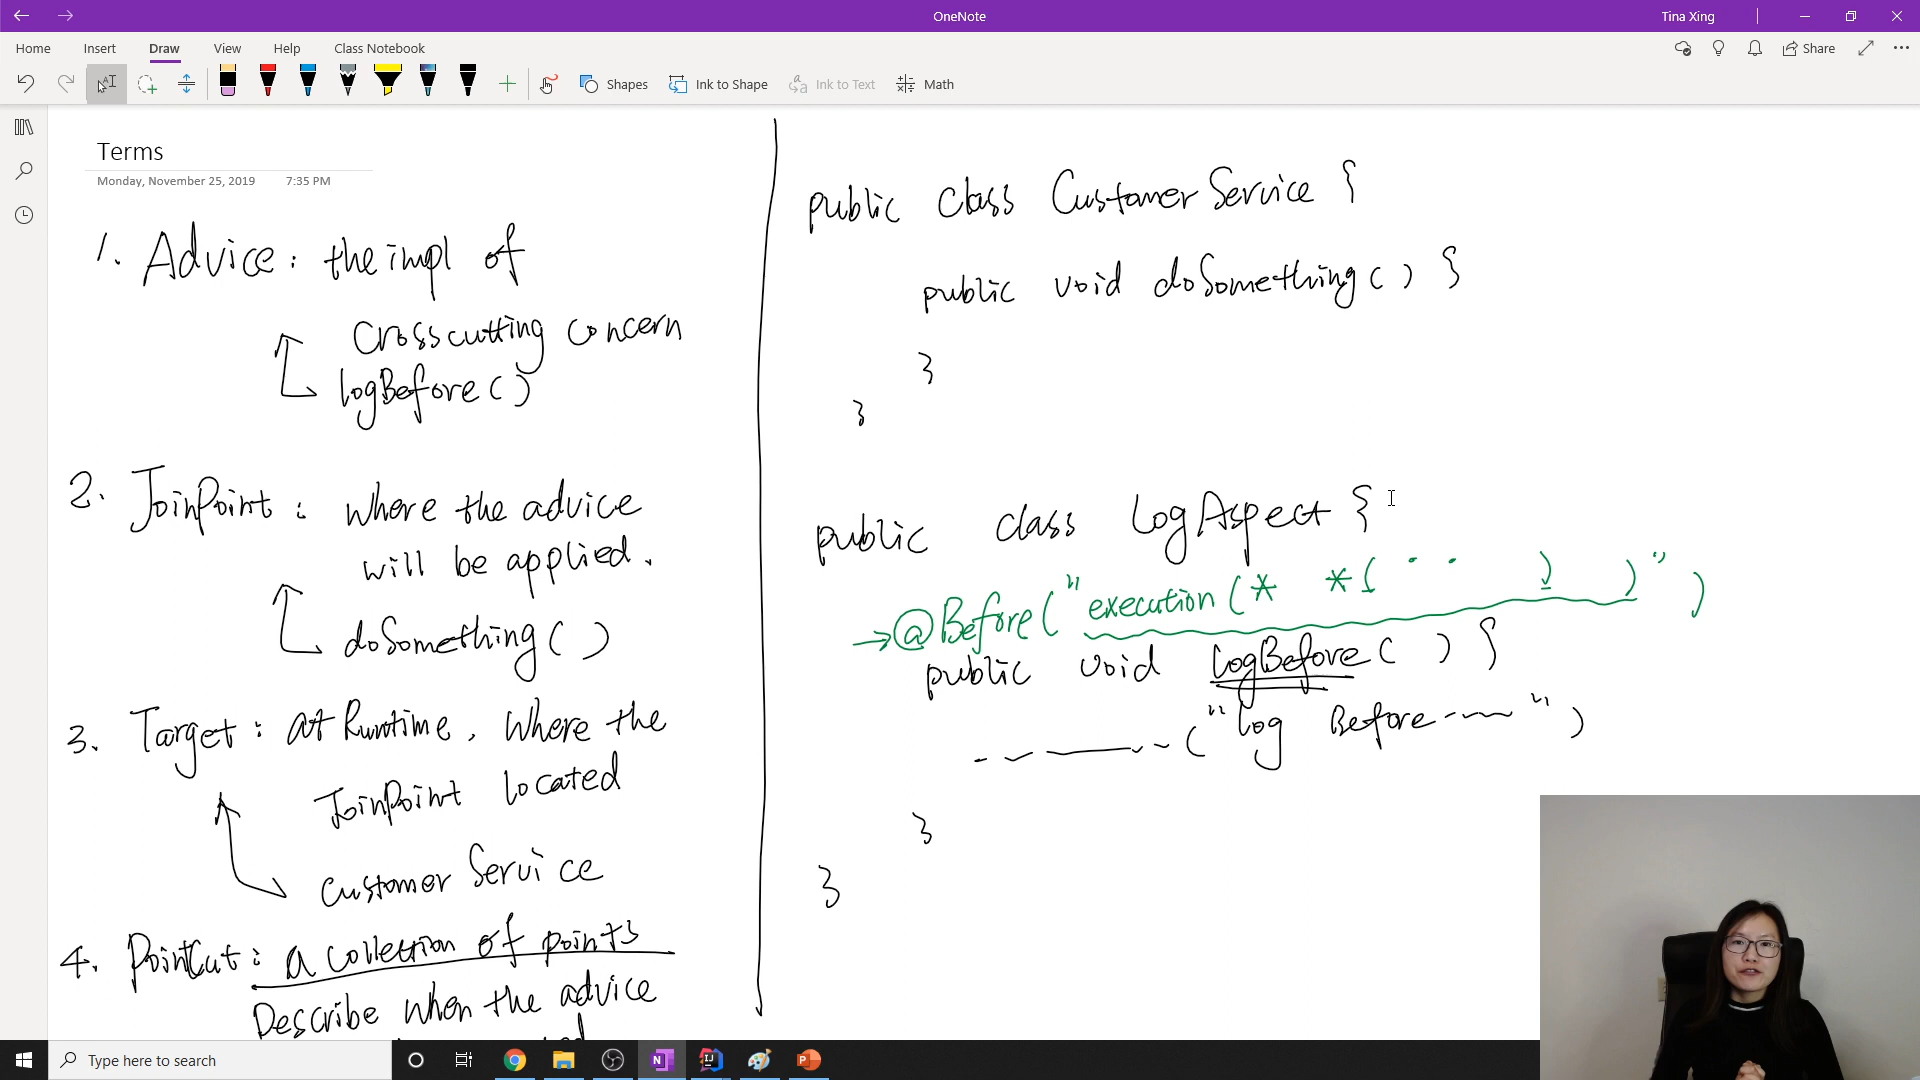 OneNote
Tina Xing
Home Insert Draw View Help Class Notebook
Share
Shapes Ink to Shape Ink to Text Math
Terms
Monday, November 25, 2019 7:35 PM
1. Advice: the impl of
Crosscutting concern
logBefore()
2. JoinPoint: where the advice
will be applied.
doSomething()
3. Target: at Runtime, where the
JoinPoint located
Customer Service
4. PointCut: a collection of points
Describe when the advice
public class CustomerService {
public void doSomething() {
}
}
public class LogAspect {
→@Before("execution(* *(..))")
public void logBefore() {
("log Before----")
}
}
Type here to search